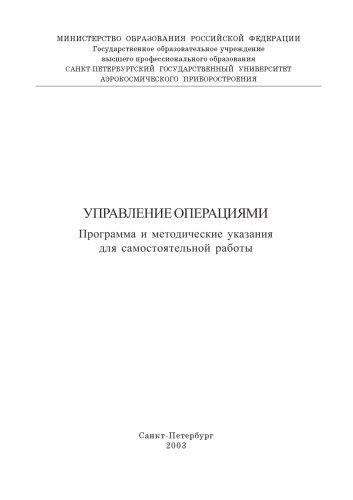 МИНИСТЕРСТВО ОБРАЗОВАНИЯ РОССИЙСКОЙ ФЕДЕРАЦИИ
Государственное образовательное учреждение
высшего профессионального образования
САНКТ-ПЕТЕРБУРГСКИЙ ГОСУДАРСТВЕННЫЙ УНИВЕРСИТЕТ
АЭРОКОСМИЧЕСКОГО ПРИБОРОСТРОЕНИЯ
УПРАВЛЕНИЕ ОПЕРАЦИЯМИ
Программа и методические указания
для самостоятельной работы
Санкт-Петербург
2003